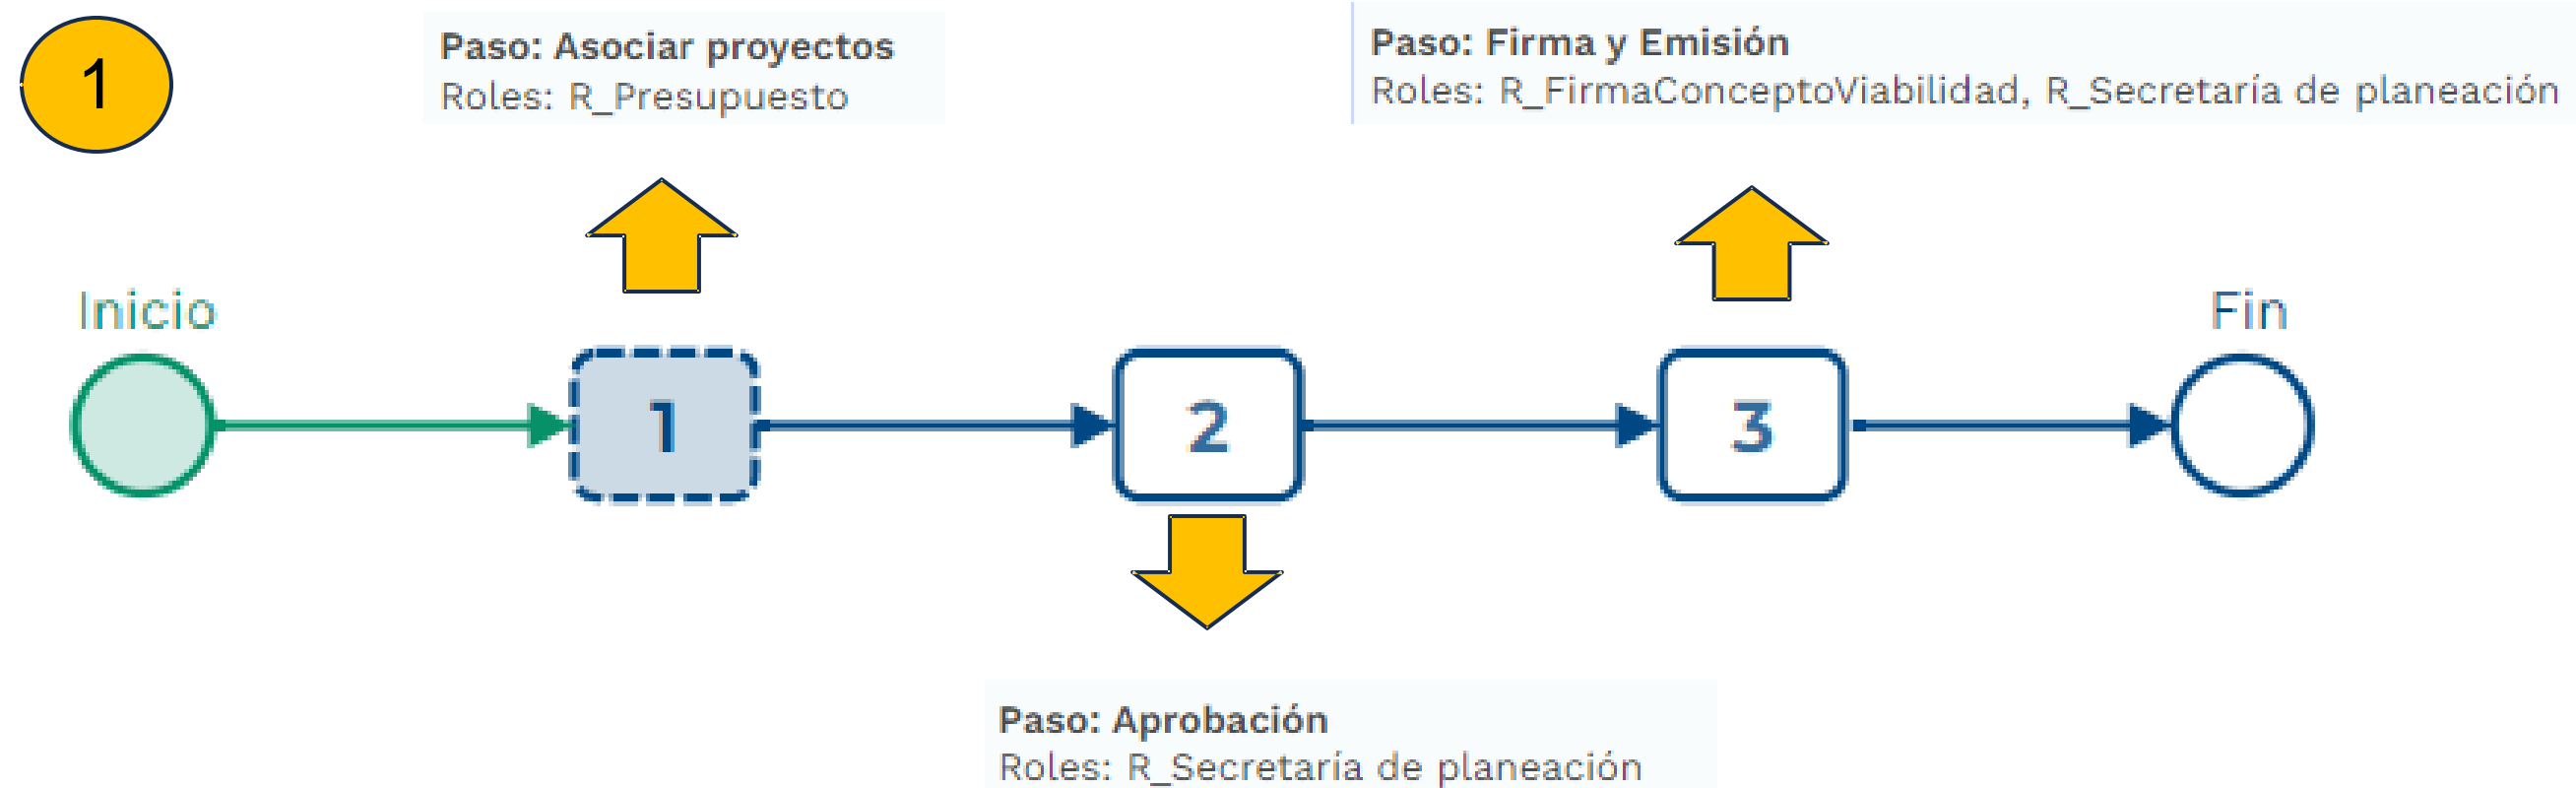 1
Paso: Asociar proyectos
Roles: R_Presupuesto
Paso: Firma y Emisión
Roles: R_FirmaConceptoViabilidad, R_Secretaría de planeación
Inicio
Fin
1
2
3
Paso: Aprobación
Roles: R_Secretaría de planeación